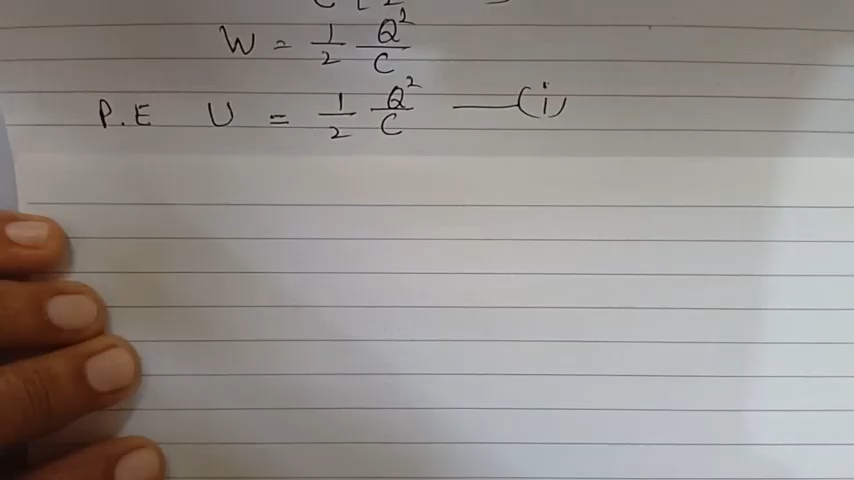 W = 1/2 Q²/C
P.E U = 1/2 Q²/C —(i)